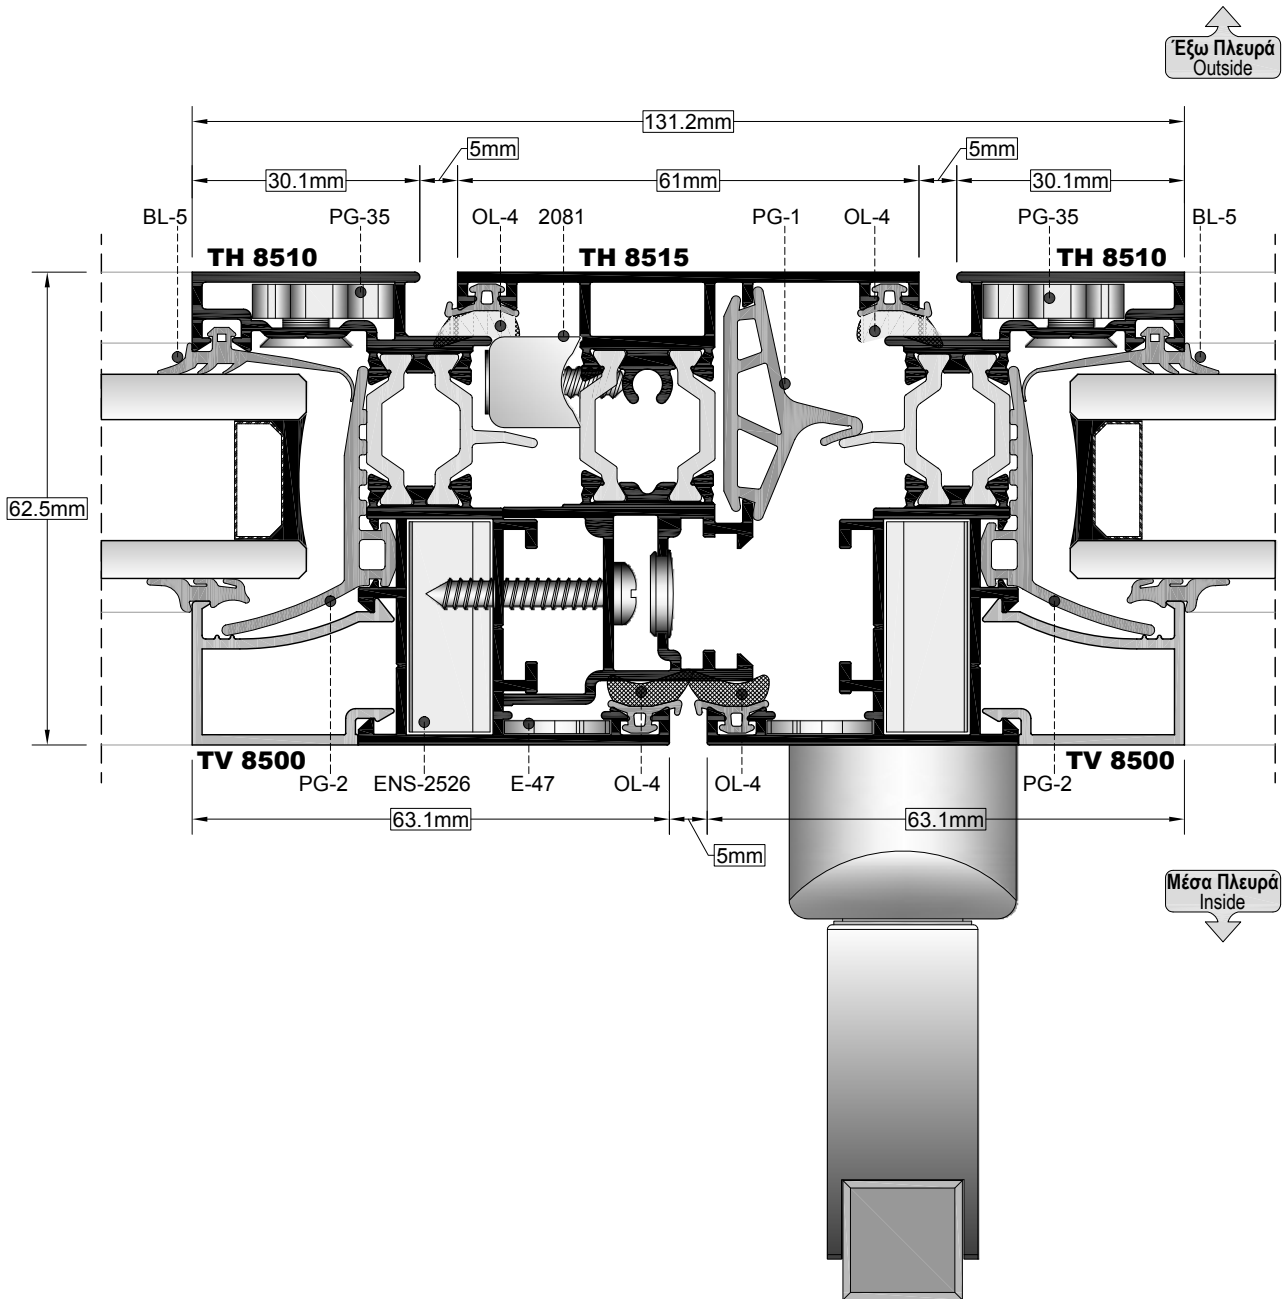 Έξω Πλευρά
Outside
131.2mm
5mm
5mm
30.1mm
61mm
30.1mm
BL-5
PG-35
OL-4
2081
PG-1
OL-4
PG-35
BL-5
TH 8510
TH 8515
TH 8510
62.5mm
TV 8500
TV 8500
PG-2
ENS-2526
E-47
OL-4
OL-4
PG-2
63.1mm
63.1mm
5mm
Μέσα Πλευρά
Inside